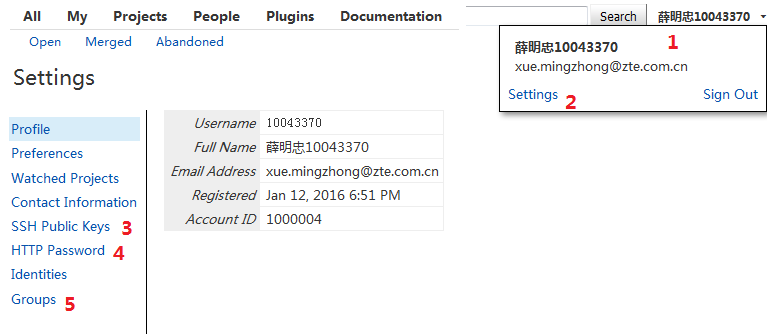 All My Projects People Plugins Documentation Search 薛明忠10043370
Open Merged Abandoned
1
薛明忠10043370
xue.mingzhong@zte.com.cn
Settings 2 Sign Out
Settings
Profile
Preferences
Watched Projects
Contact Information
SSH Public Keys 3
HTTP Password 4
Identities
Groups 5
Username 10043370
Full Name 薛明忠10043370
Email Address xue.mingzhong@zte.com.cn
Registered Jan 12, 2016 6:51 PM
Account ID 1000004